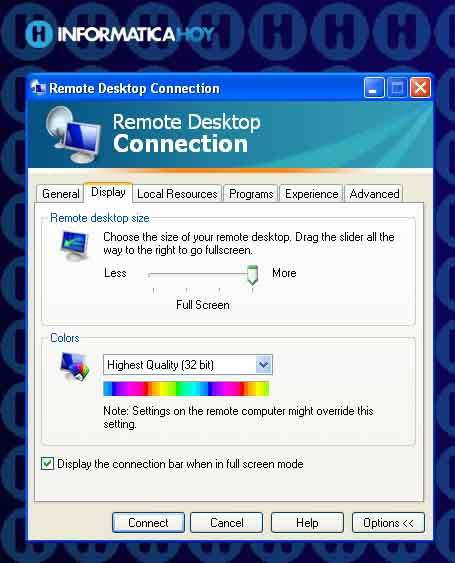 H INFORMATICAHOY
Remote Desktop Connection
Remote Desktop
Connection
General Display Local Resources Programs Experience Advanced
Remote desktop size
Choose the size of your remote desktop. Drag the slider all the
way to the right to go fullscreen.
Less More
Full Screen
Colors
Highest Quality (32 bit)
Note: Settings on the remote computer might override this
setting.
Display the connection bar when in full screen mode
Connect Cancel Help Options <<